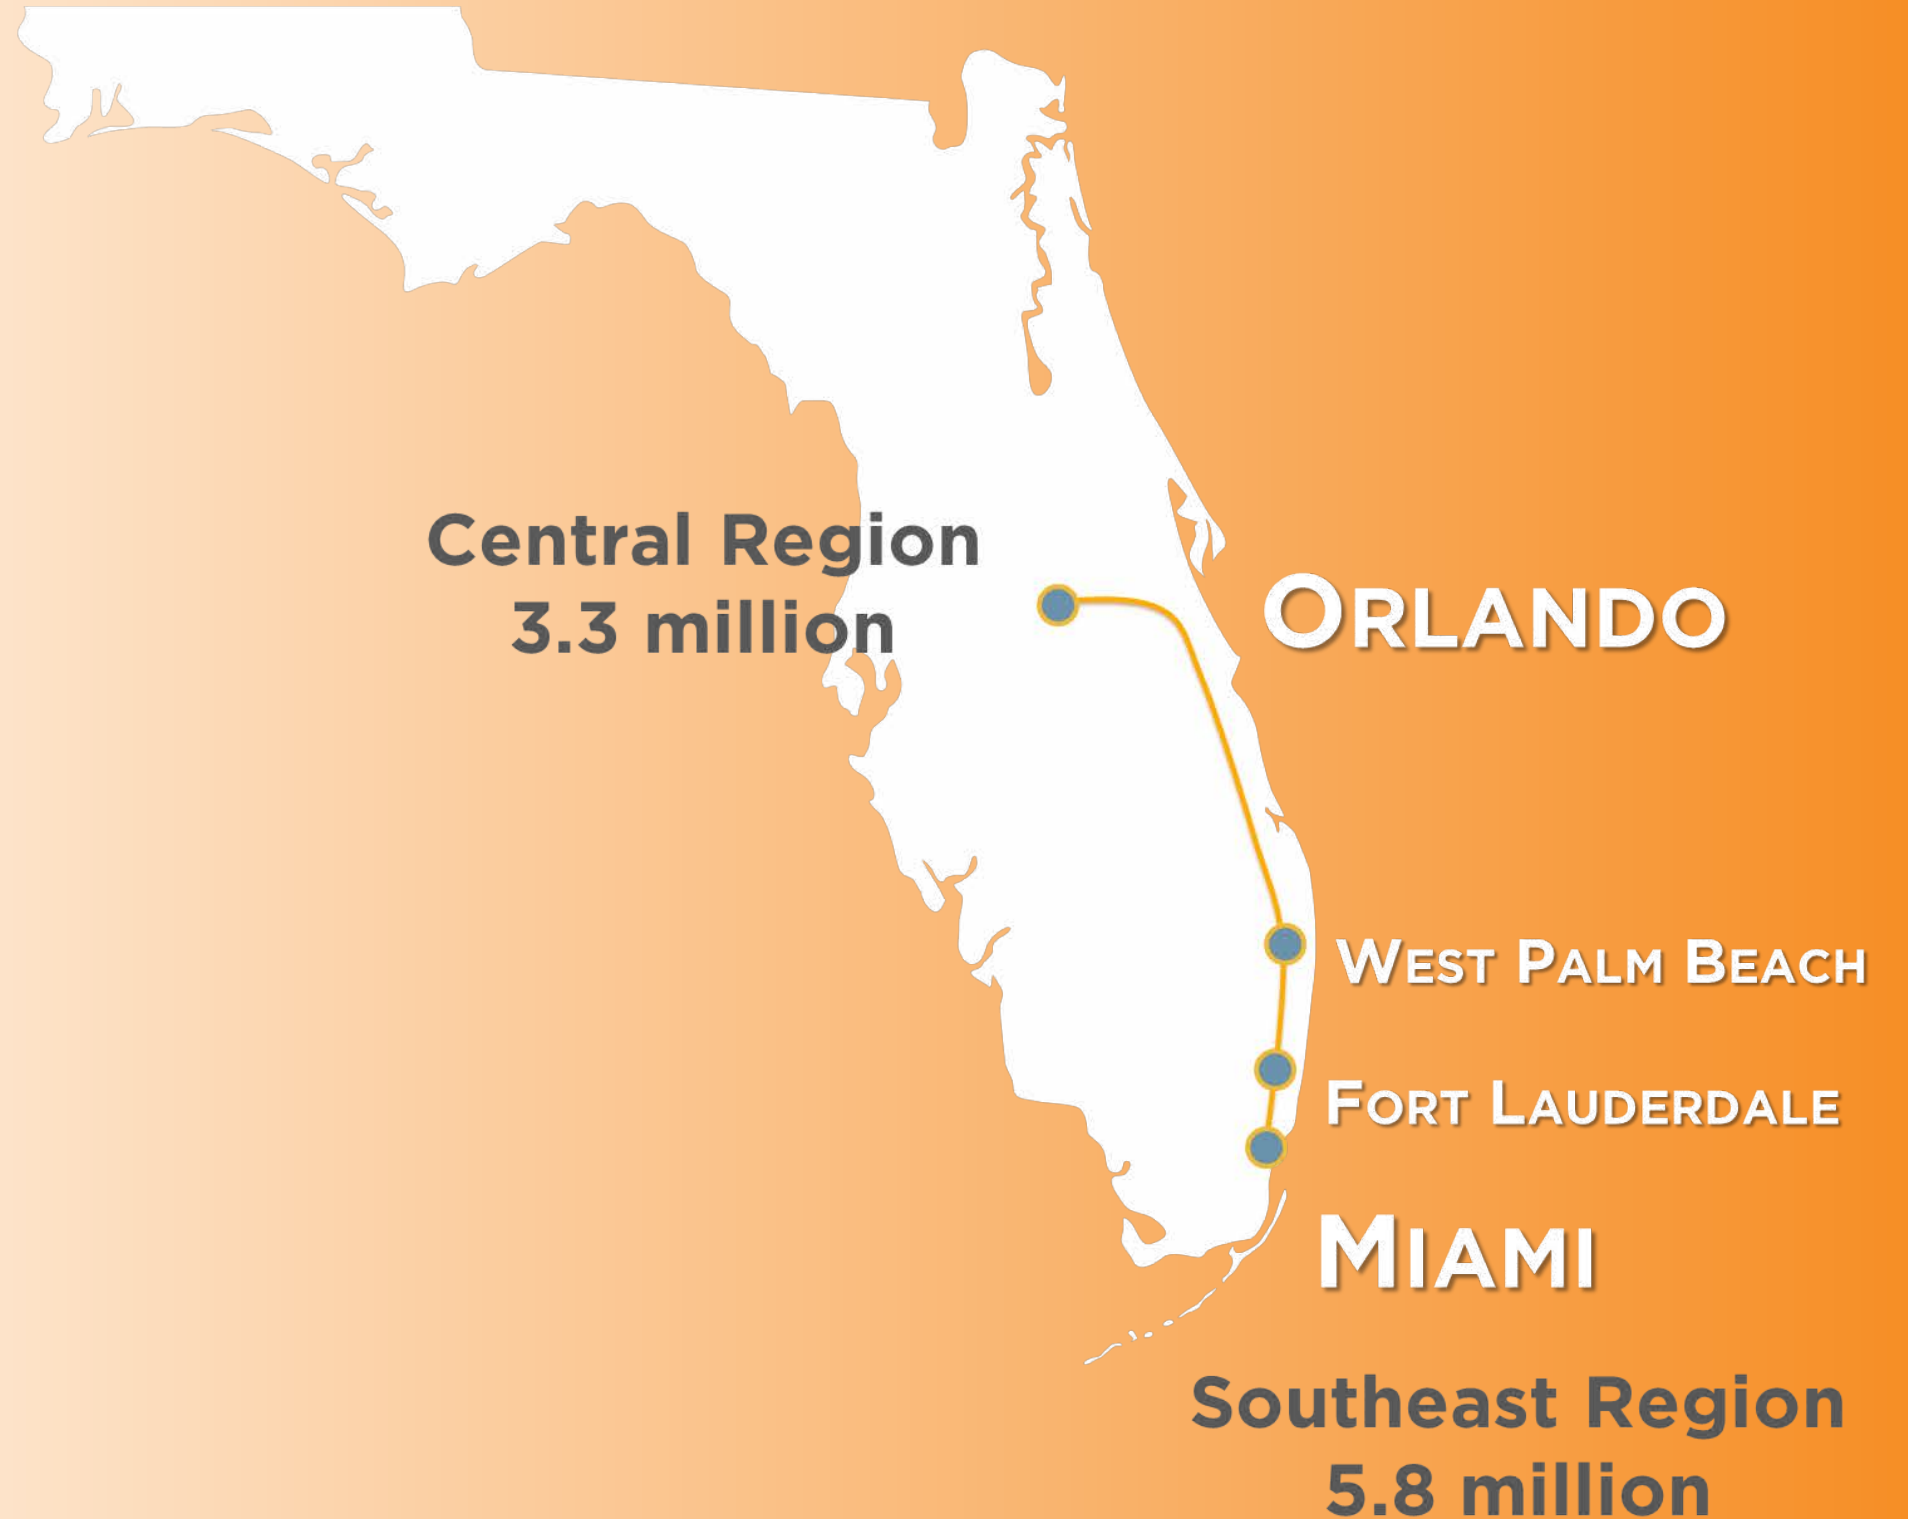 Central Region
3.3 million
ORLANDO
WEST PALM BEACH
FORT LAUDERDALE
MIAMI
Southeast Region
5.8 million